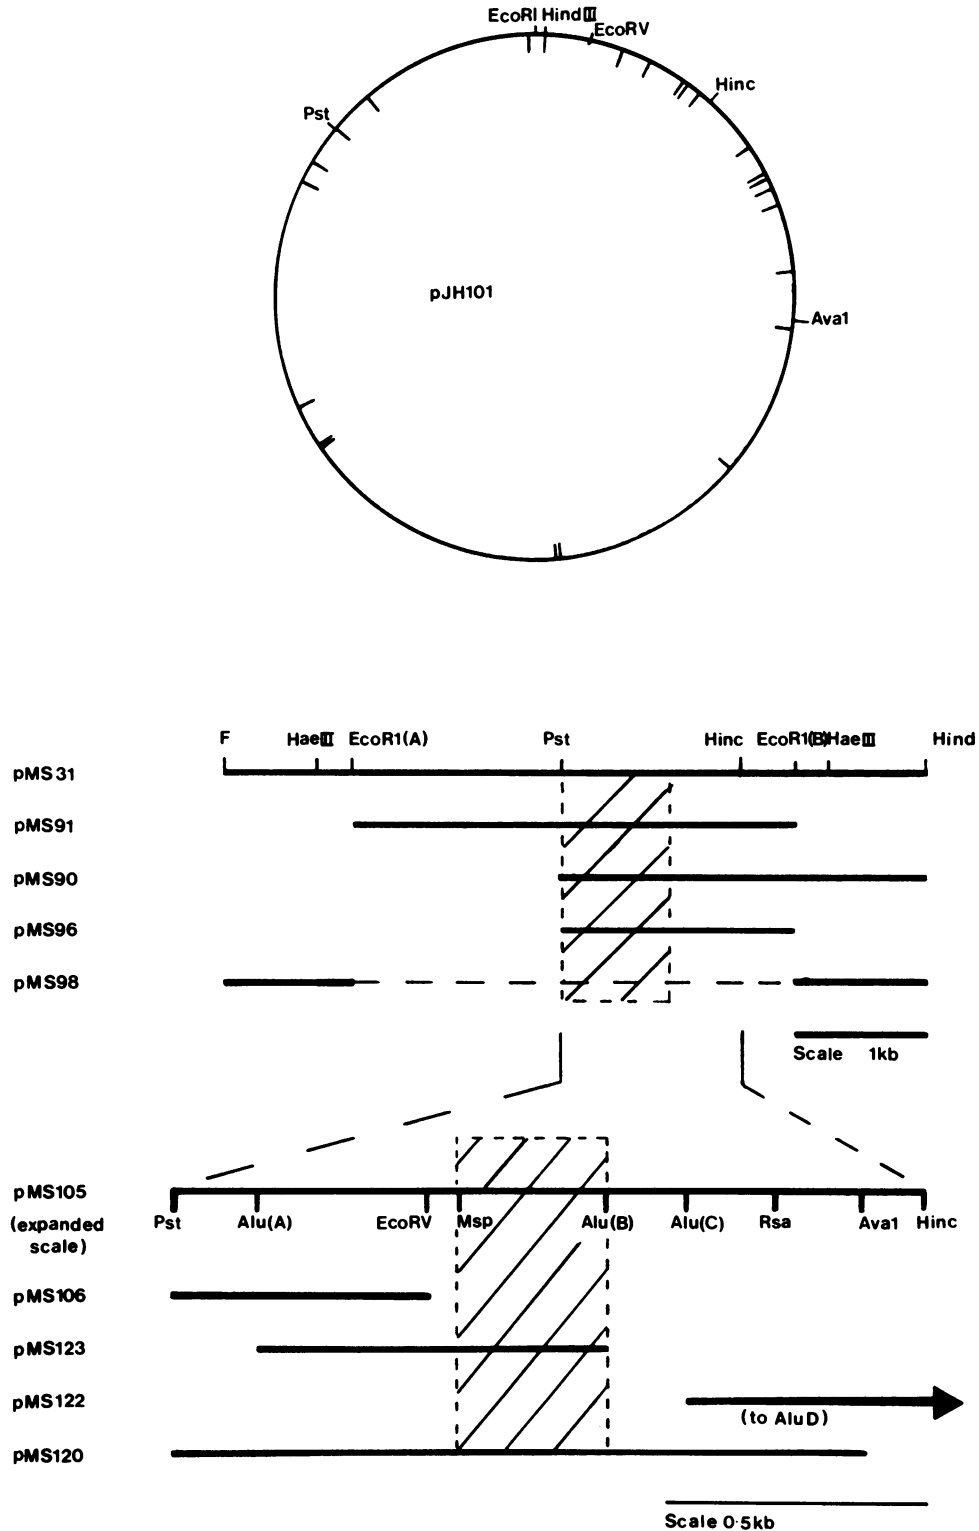 EcoRI HindIII
EcoRV
Hinc
Pst
pJH101
Ava1
F HaeIII EcoR1(A) Pst Hinc EcoR1(B) HaeIII Hind
pMS31
pMS91
pMS90
pMS96
pMS98
Scale 1kb
pMS105
(expanded
scale)
Pst Alu(A) EcoRV Msp Alu(B) Alu(C) Rsa Ava1 Hinc
pMS106
pMS123
pMS122
(to AluD)
pMS120
Scale 0·5kb